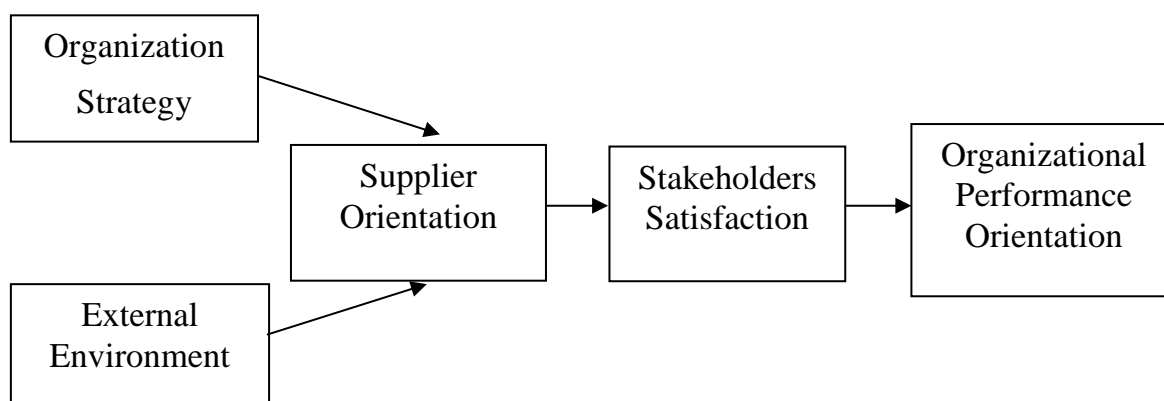 Organization
Strategy
Supplier
Orientation
Stakeholders
Satisfaction
Organizational
Performance
Orientation
External
Environment